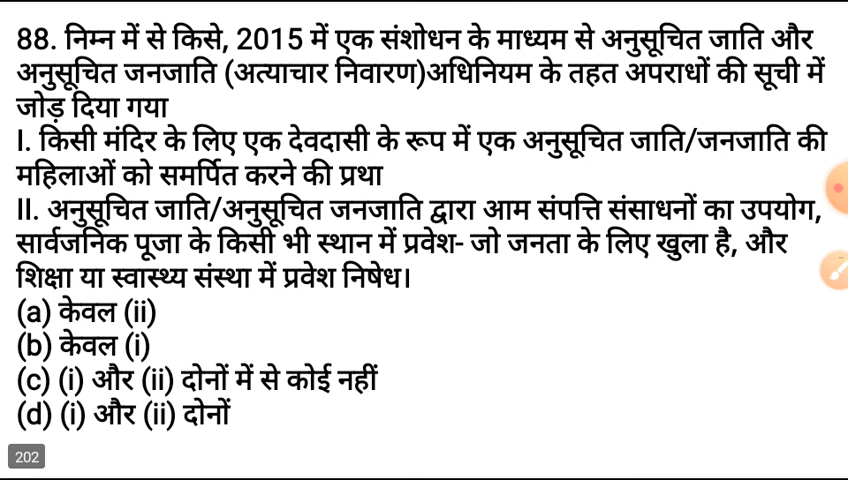 88. निम्न में से किसे, 2015 में एक संशोधन के माध्यम से अनुसूचित जाति और
अनुसूचित जनजाति (अत्याचार निवारण)अधिनियम के तहत अपराधों की सूची में
जोड़ दिया गया
I. किसी मंदिर के लिए एक देवदासी के रूप में एक अनुसूचित जाति/जनजाति की
महिलाओं को समर्पित करने की प्रथा
II. अनुसूचित जाति/अनुसूचित जनजाति द्वारा आम संपत्ति संसाधनों का उपयोग,
सार्वजनिक पूजा के किसी भी स्थान में प्रवेश- जो जनता के लिए खुला है, और
शिक्षा या स्वास्थ्य संस्था में प्रवेश निषेध।
(a) केवल (ii)
(b) केवल (i)
(c) (i) और (ii) दोनों में से कोई नहीं
(d) (i) और (ii) दोनों
202